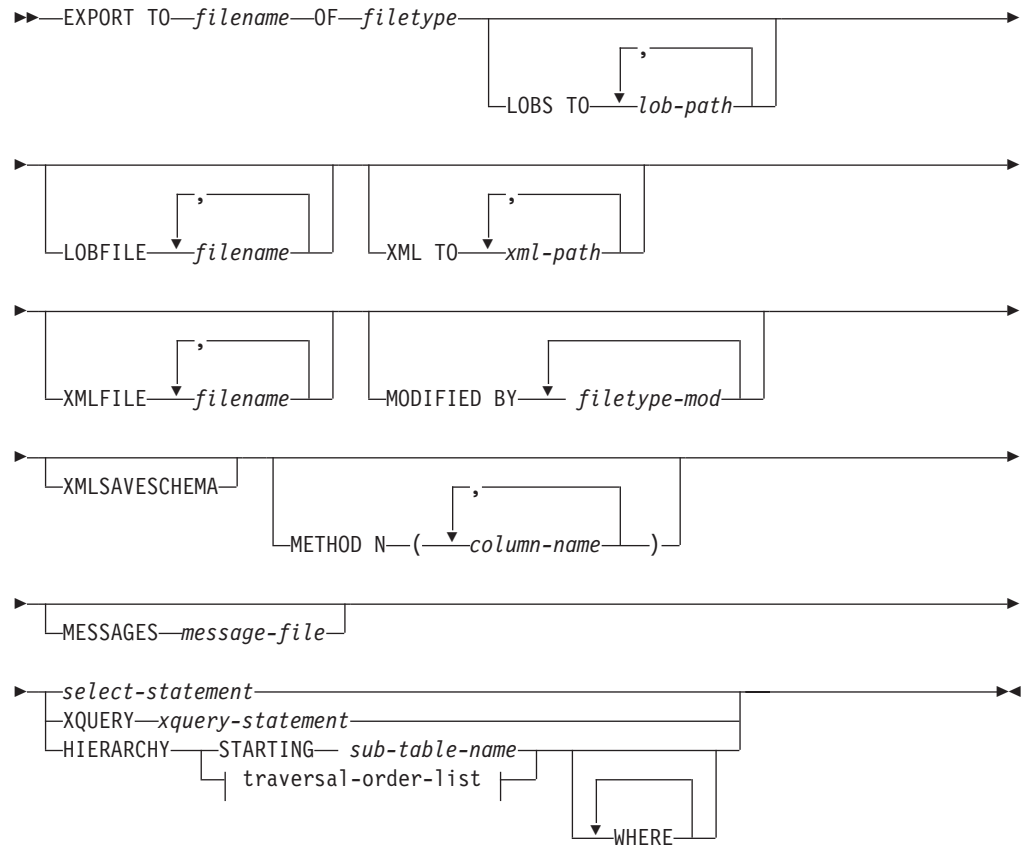 EXPORT TO filename OF filetype
,
LOBS TO lob-path
, ,
LOBFILE filename XML TO xml-path
,
XMLFILE filename MODIFIED BY filetype-mod
XMLSAVESCHEMA
,
METHOD N ( column-name )
MESSAGES message-file
select-statement
XQUERY xquery-statement
HIERARCHY STARTING sub-table-name
traversal-order-list
WHERE